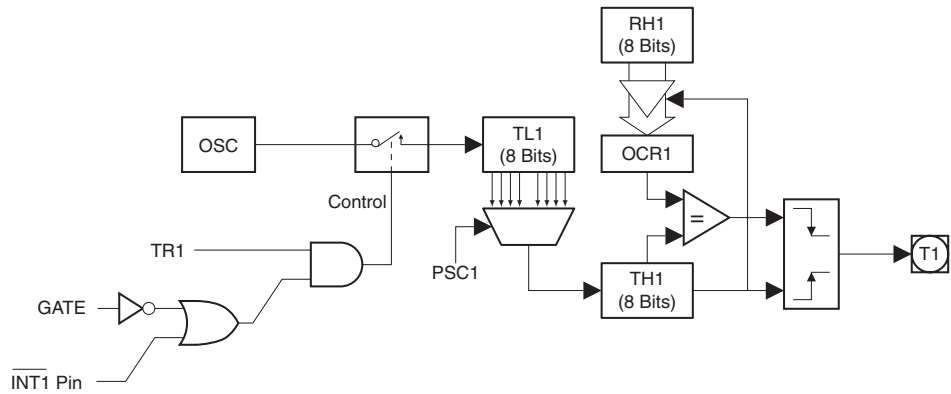 RH1
(8 Bits)
OSC
TL1
(8 Bits)
OCR1
Control
=
TR1
PSC1
T1
TH1
(8 Bits)
GATE
INT1 Pin